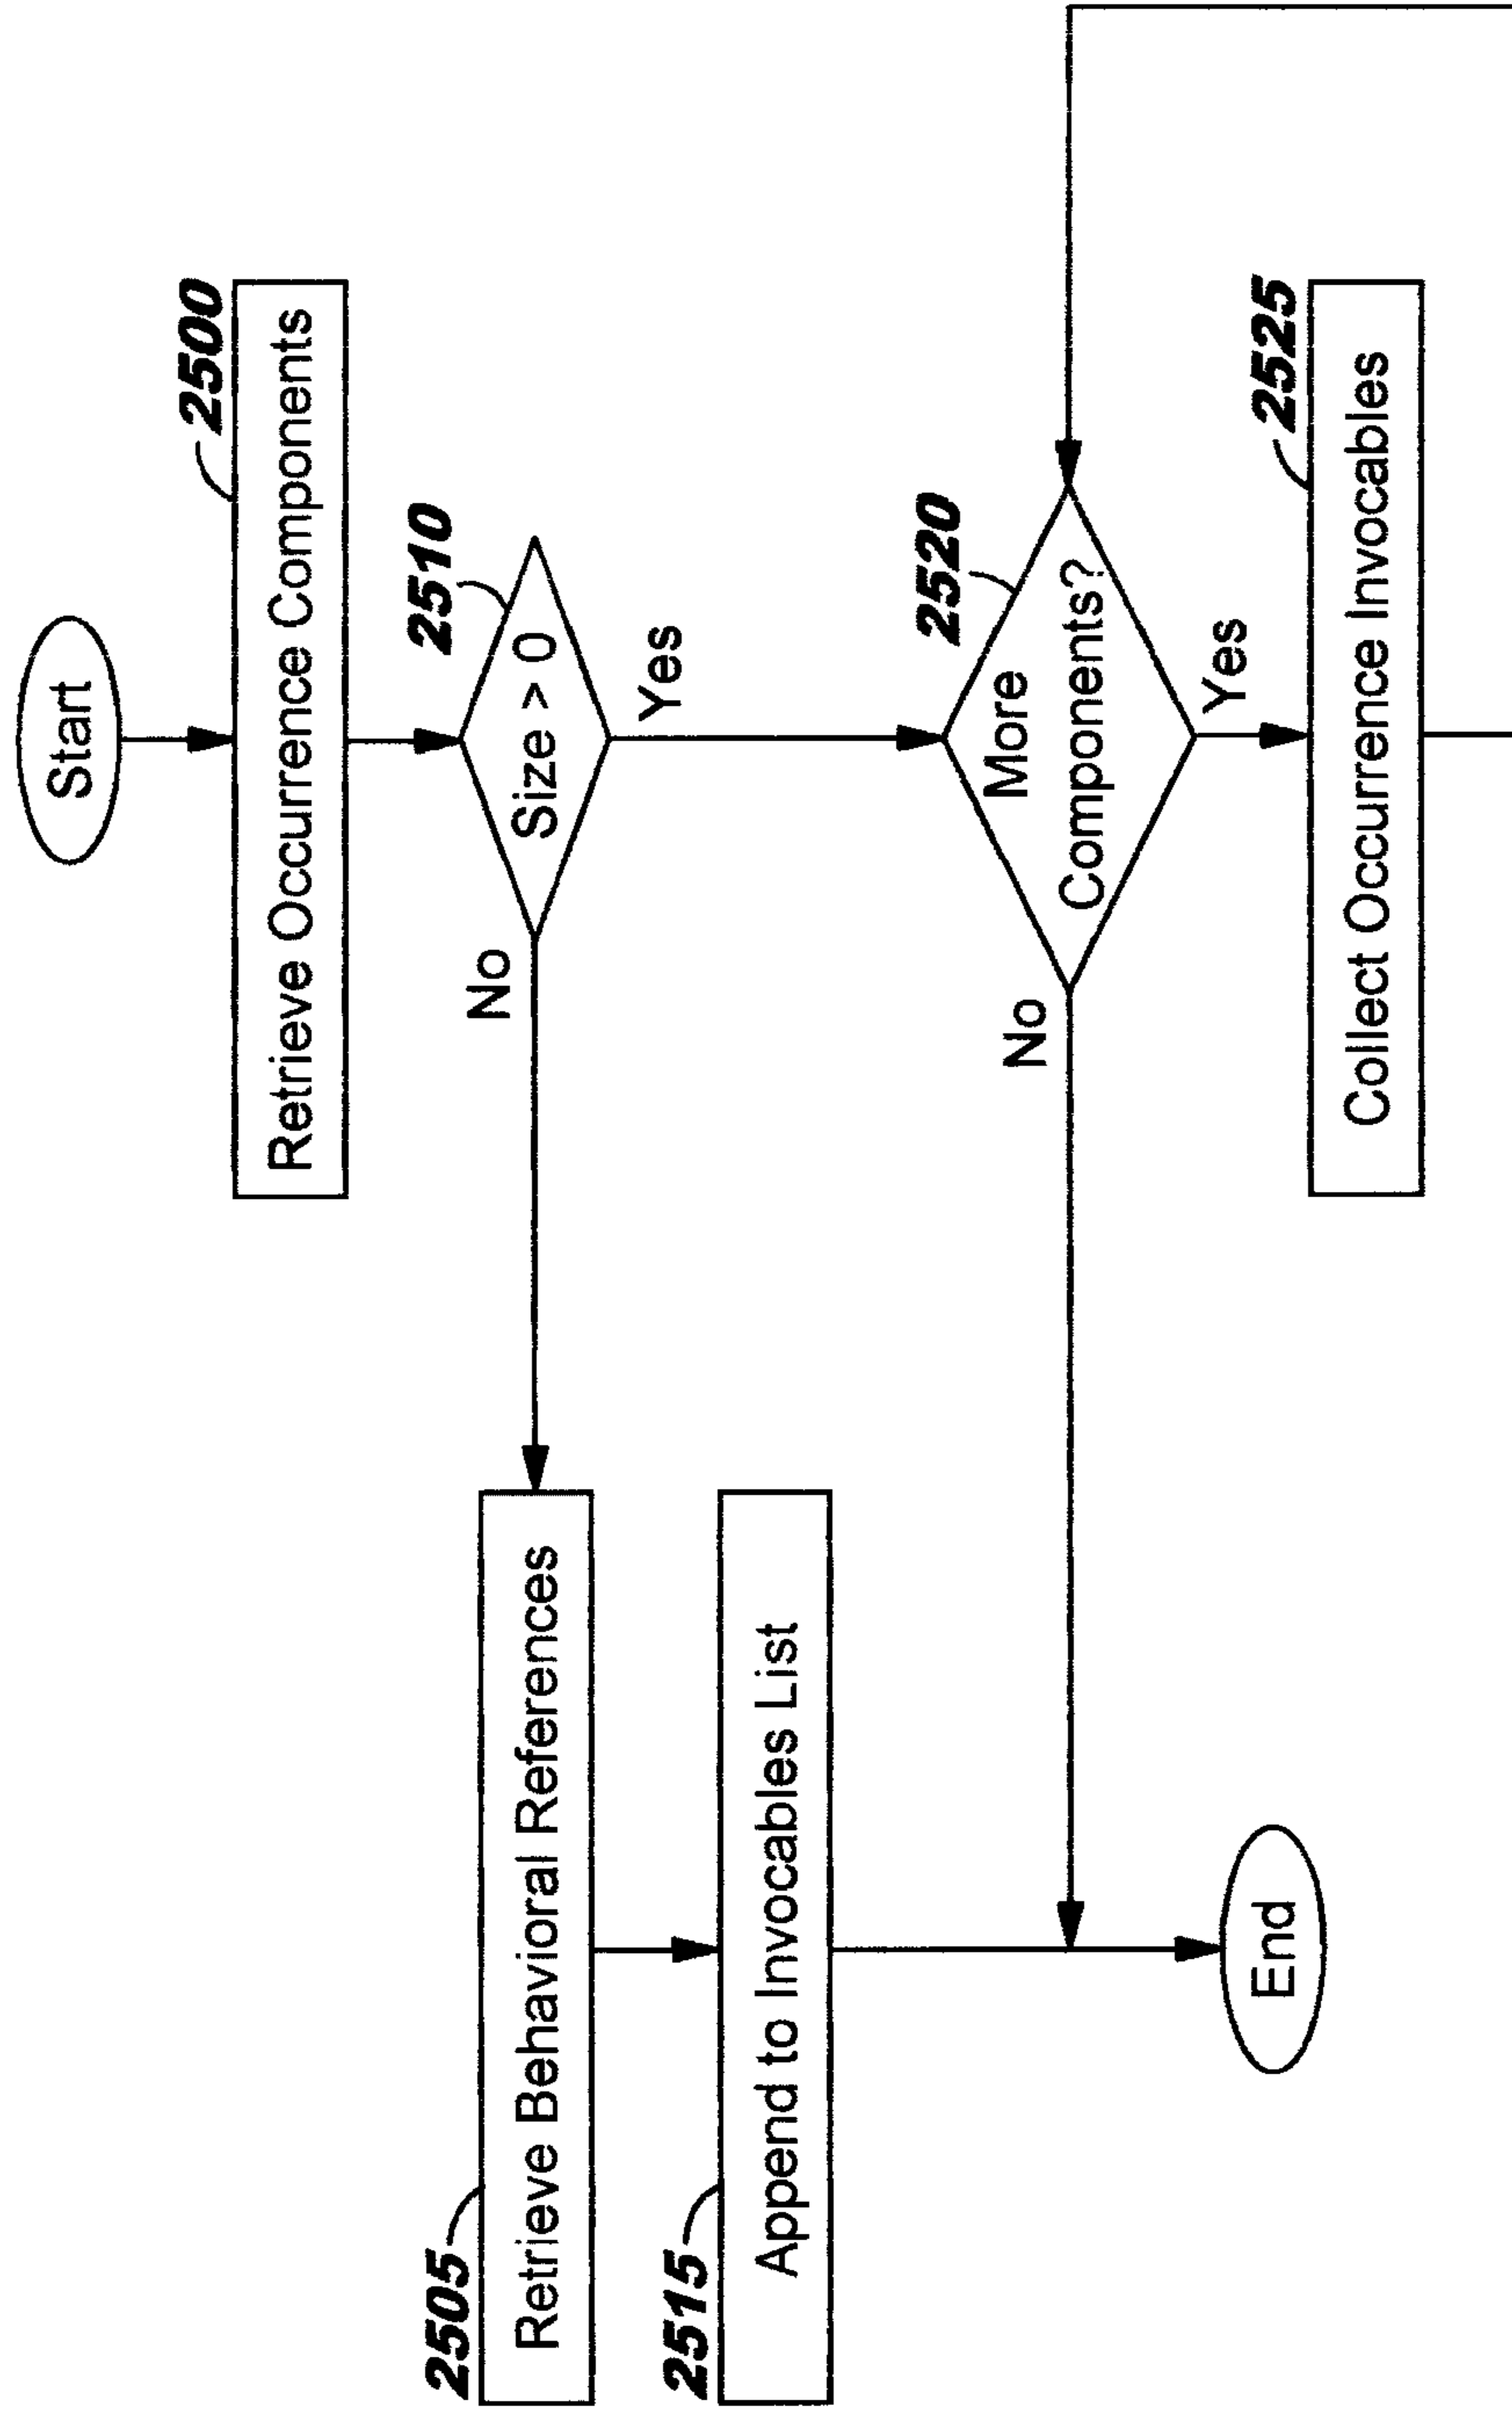 Start
2500
Retrieve Occurrence Components
2510
Size > 0
No
Yes
2505
Retrieve Behavioral References
2515
Append to Invocables List
2520
More
Components?
No
Yes
2525
Collect Occurrence Invocables
End